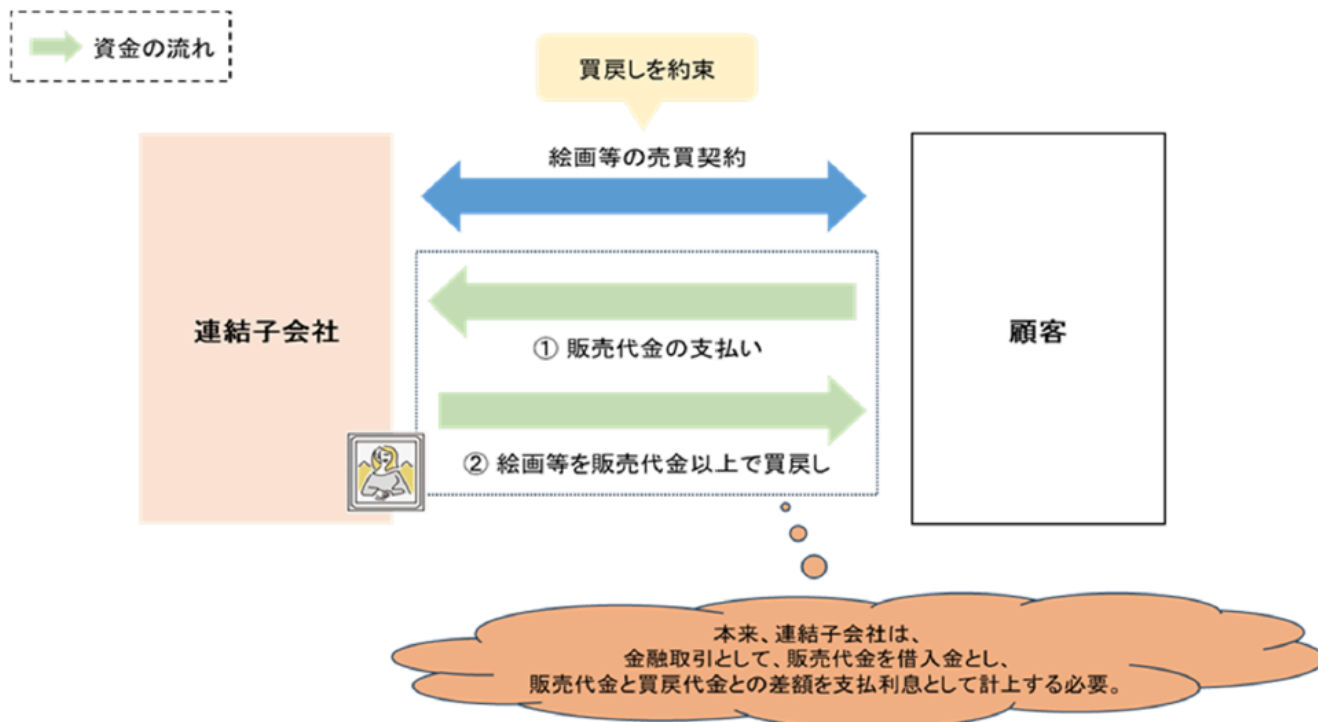 資金の流れ
買戻しを約束
絵画等の売買契約
連結子会社
① 販売代金の支払い
② 絵画等を販売代金以上で買戻し
顧客
本来、連結子会社は、
金融取引として、販売代金を借入金とし、
販売代金と買戻代金との差額を支払利息として計上する必要。